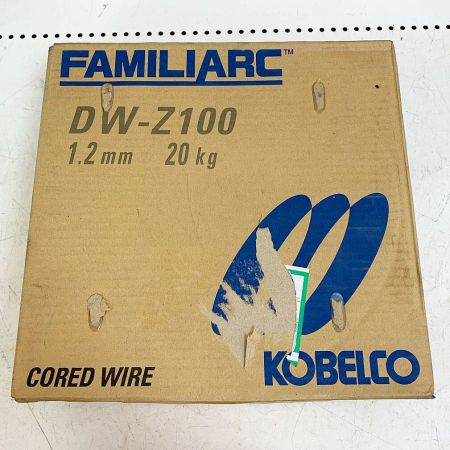 FAMILIARC™
DW-Z100
1.2mm 20kg
KOBELCO
CORED WIRE